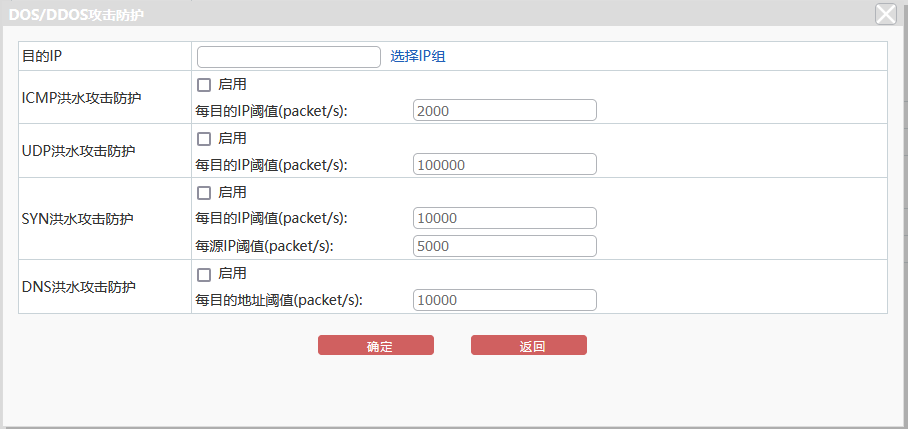 DOS/DDOS攻击防护
目的IP 选择IP组
ICMP洪水攻击防护
启用
每目的IP阈值(packet/s): 2000
UDP洪水攻击防护
启用
每目的IP阈值(packet/s): 100000
SYN洪水攻击防护
启用
每目的IP阈值(packet/s): 10000
每源IP阈值(packet/s): 5000
DNS洪水攻击防护
启用
每目的地址阈值(packet/s): 10000
确定 返回